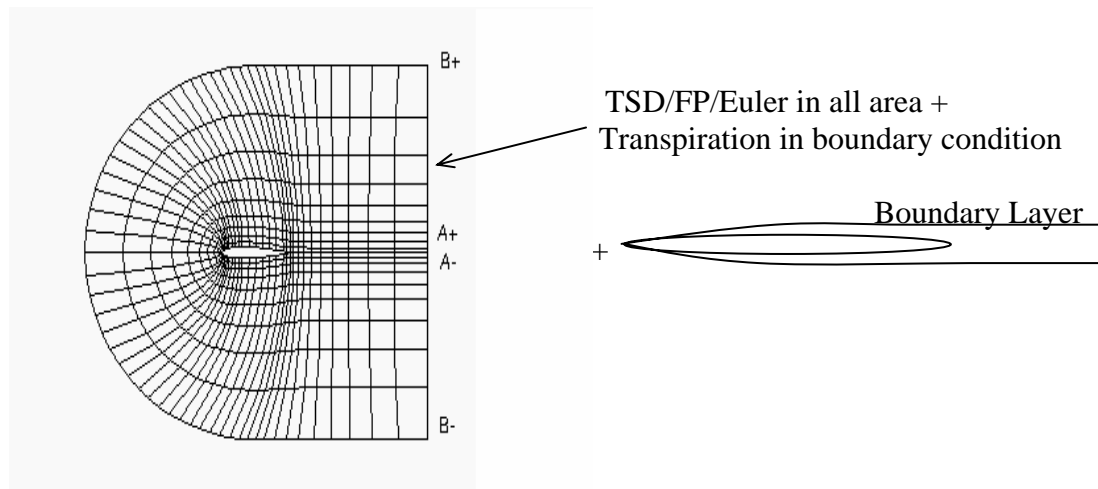 B+
TSD/FP/Euler in all area +
Transpiration in boundary condition
Boundary Layer
A+
A-
+
B-